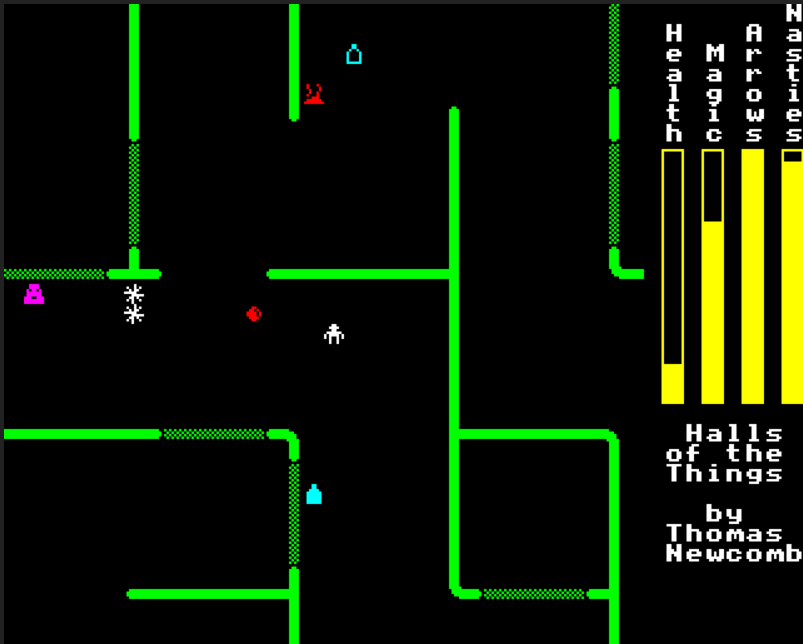 Health
Magic
Arrows
Nasties
Halls
of the
Things
by
Thomas
Newcomb